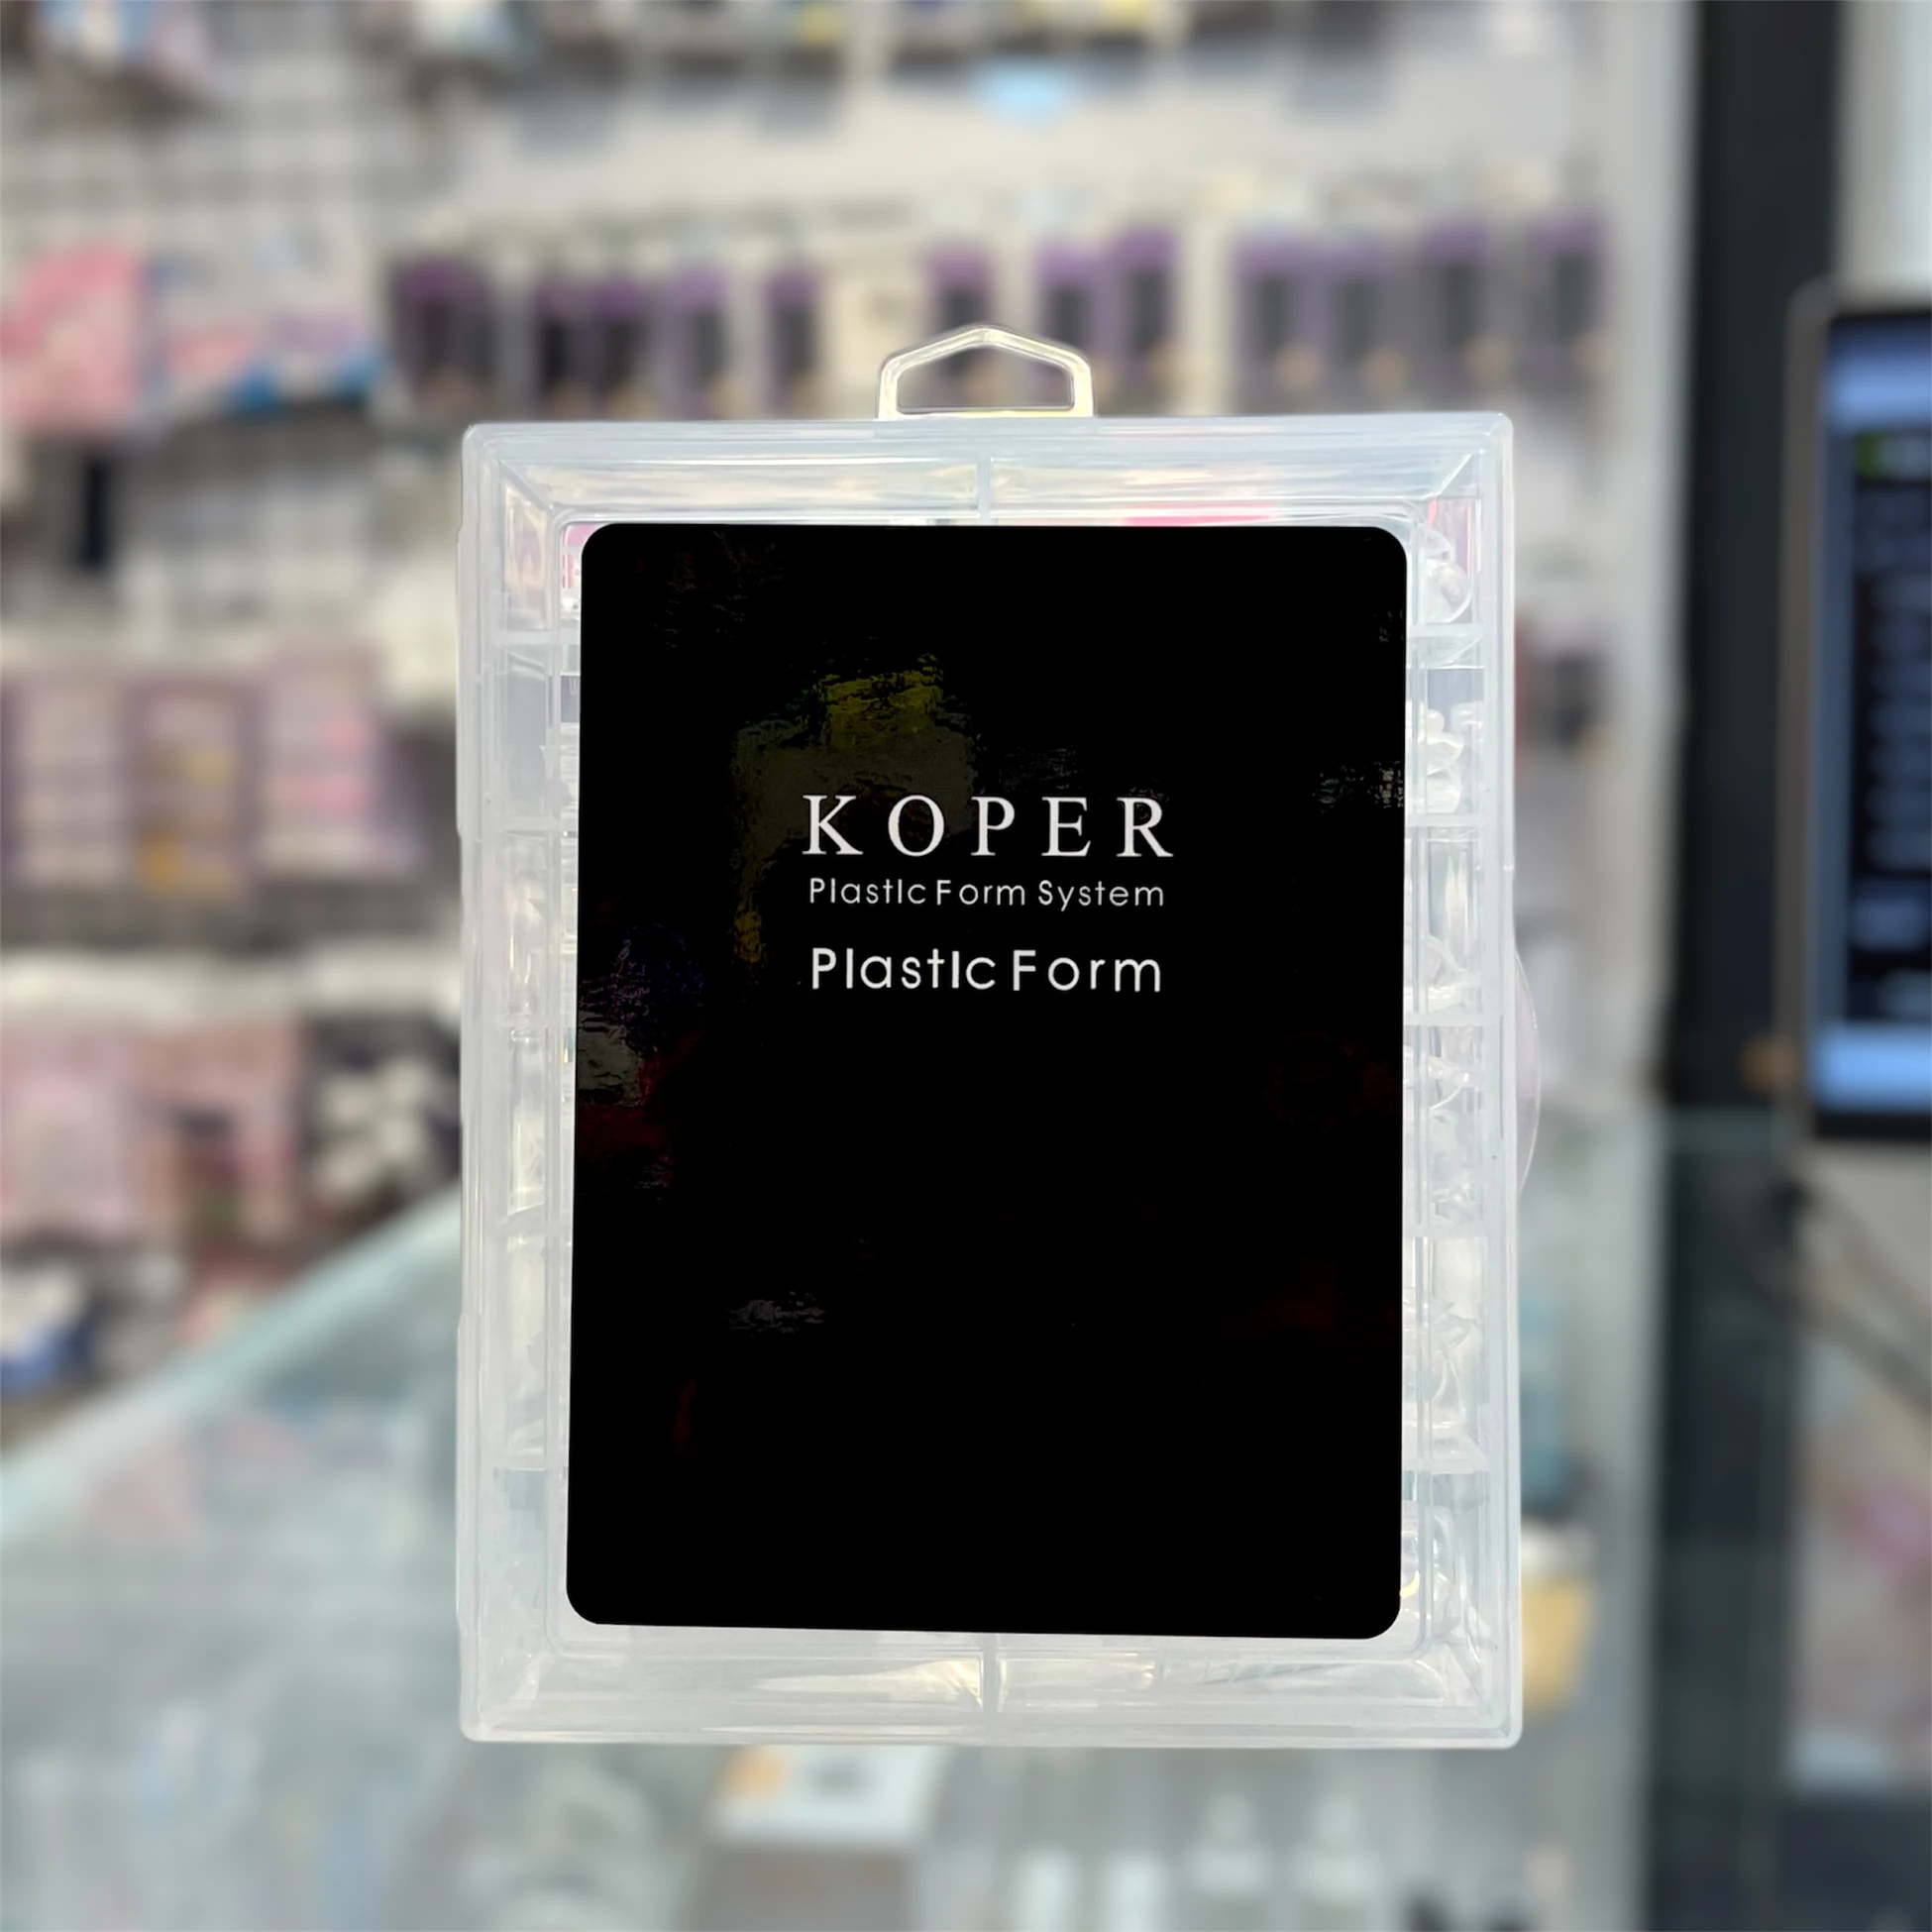 KOPER
Plastic Form System
Plastic Form